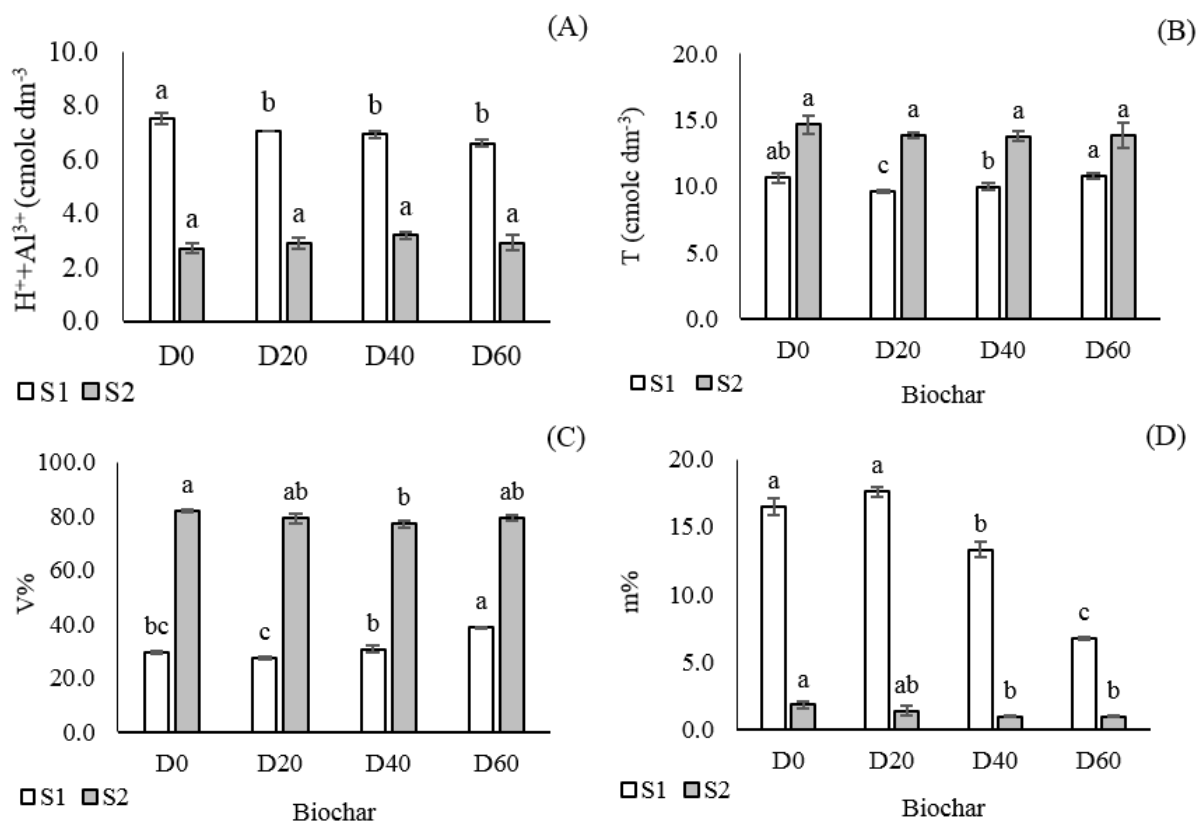 (A)
H⁺+Al³⁺ (cmolc dm⁻³)
10.0
8.0
6.0
4.0
2.0
0.0
a b b b
a a a a
D0 D20 D40 D60
S1 S2
(B)
T (cmolc dm⁻³)
20.0
15.0
10.0
5.0
0.0
a a a a
ab c b a
D0 D20 D40 D60
S1 S2
Biochar
(C)
V%
100.0
80.0
60.0
40.0
20.0
0.0
a ab b ab
bc c b a
D0 D20 D40 D60
S1 S2
Biochar
(D)
m%
20.0
15.0
10.0
5.0
0.0
a a b c
a ab b b
D0 D20 D40 D60
S1 S2
Biochar